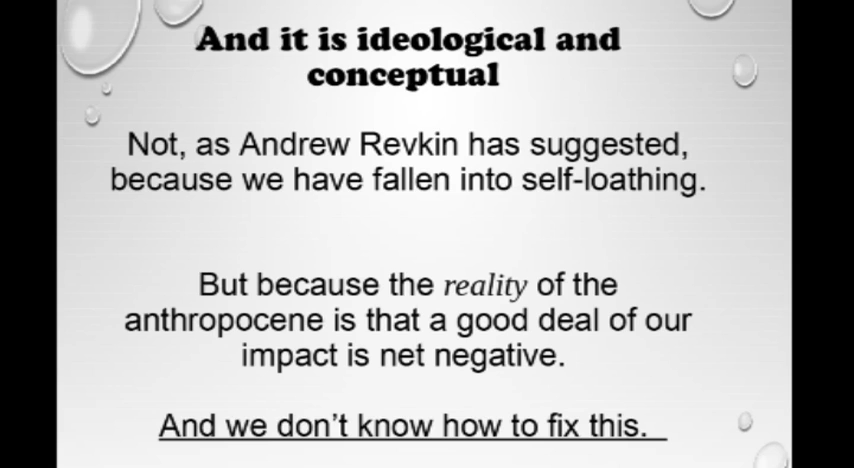 And it is ideological and
conceptual
Not, as Andrew Revkin has suggested,
because we have fallen into self-loathing.
But because the reality of the
anthropocene is that a good deal of our
impact is net negative.
And we don’t know how to fix this.